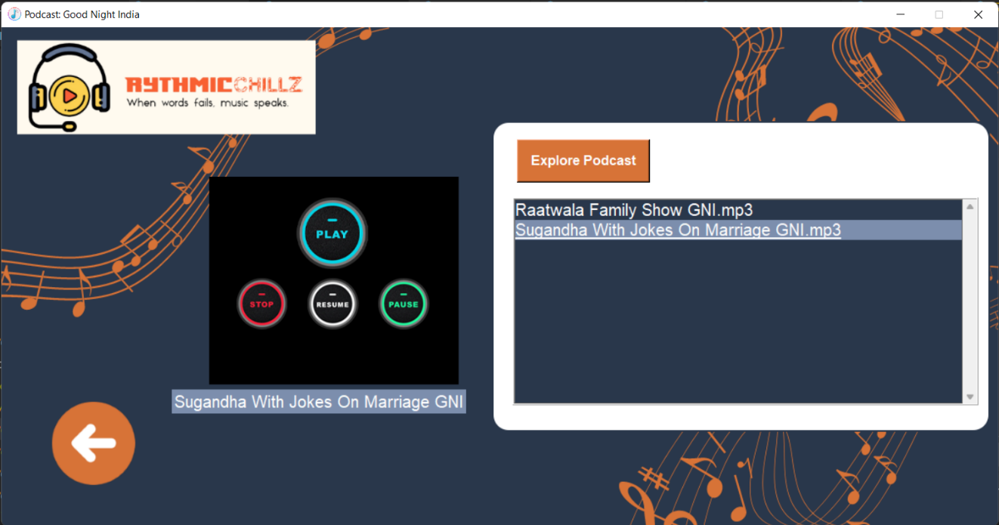 Podcast: Good Night India
RYTHMICCHILLZ
When words fails, music speaks.
Explore Podcast
Raatwala Family Show GNI.mp3
Sugandha With Jokes On Marriage GNI.mp3
PLAY
STOP RESUME PAUSE
Sugandha With Jokes On Marriage GNI